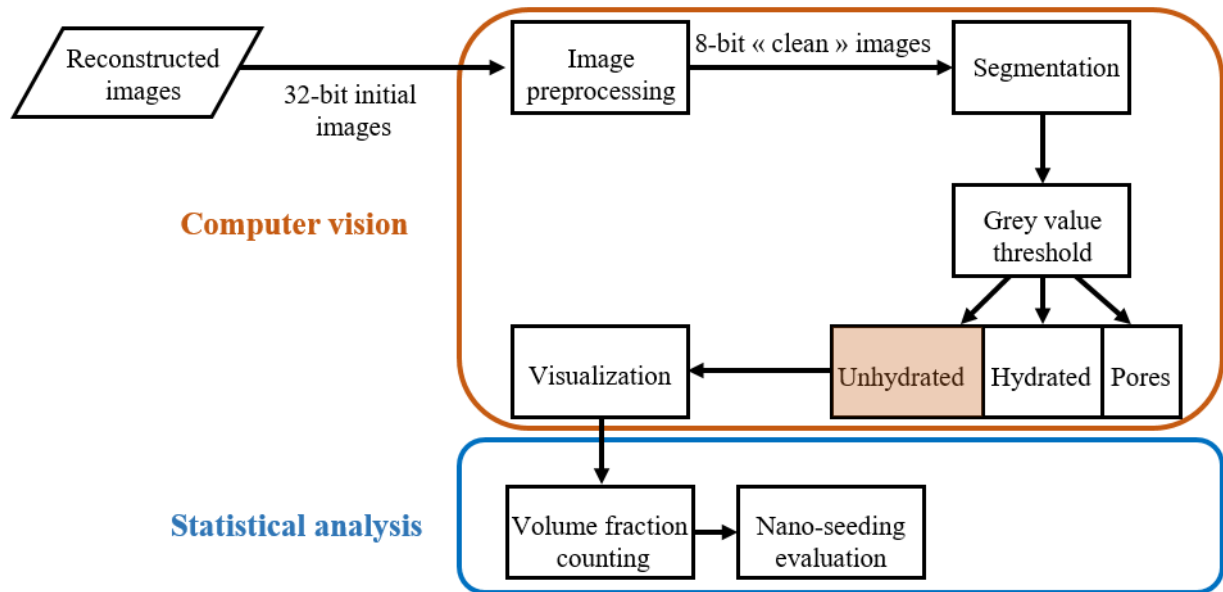 Reconstructed
images
32-bit initial
images
Image
preprocessing
8-bit « clean » images
Segmentation
Computer vision
Grey value
threshold
Visualization
Unhydrated
Hydrated
Pores
Statistical analysis
Volume fraction
counting
Nano-seeding
evaluation